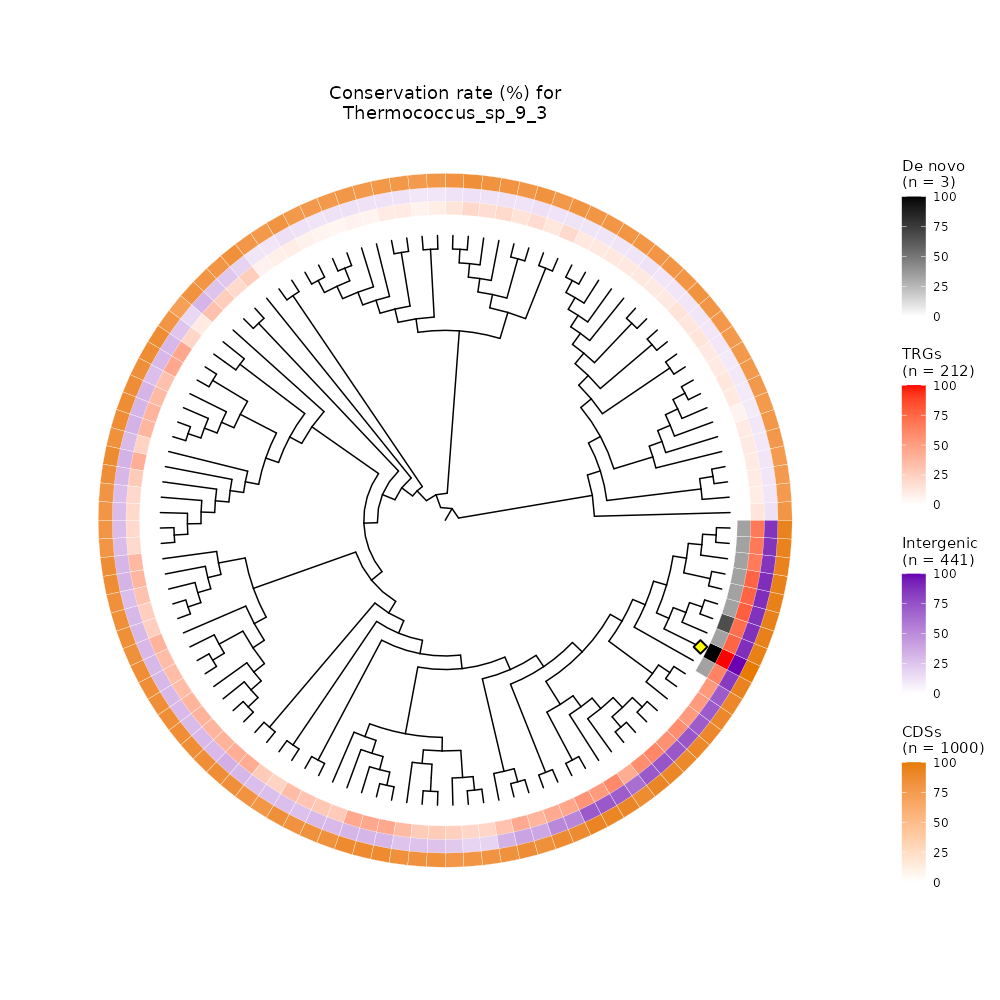 Conservation rate (%) for
Thermococcus_sp_9_3
De novo
(n = 3)
100
75
50
25
0
TRGs
(n = 212)
100
75
50
25
0
Intergenic
(n = 441)
100
75
50
25
0
CDSs
(n = 1000)
100
75
50
25
0